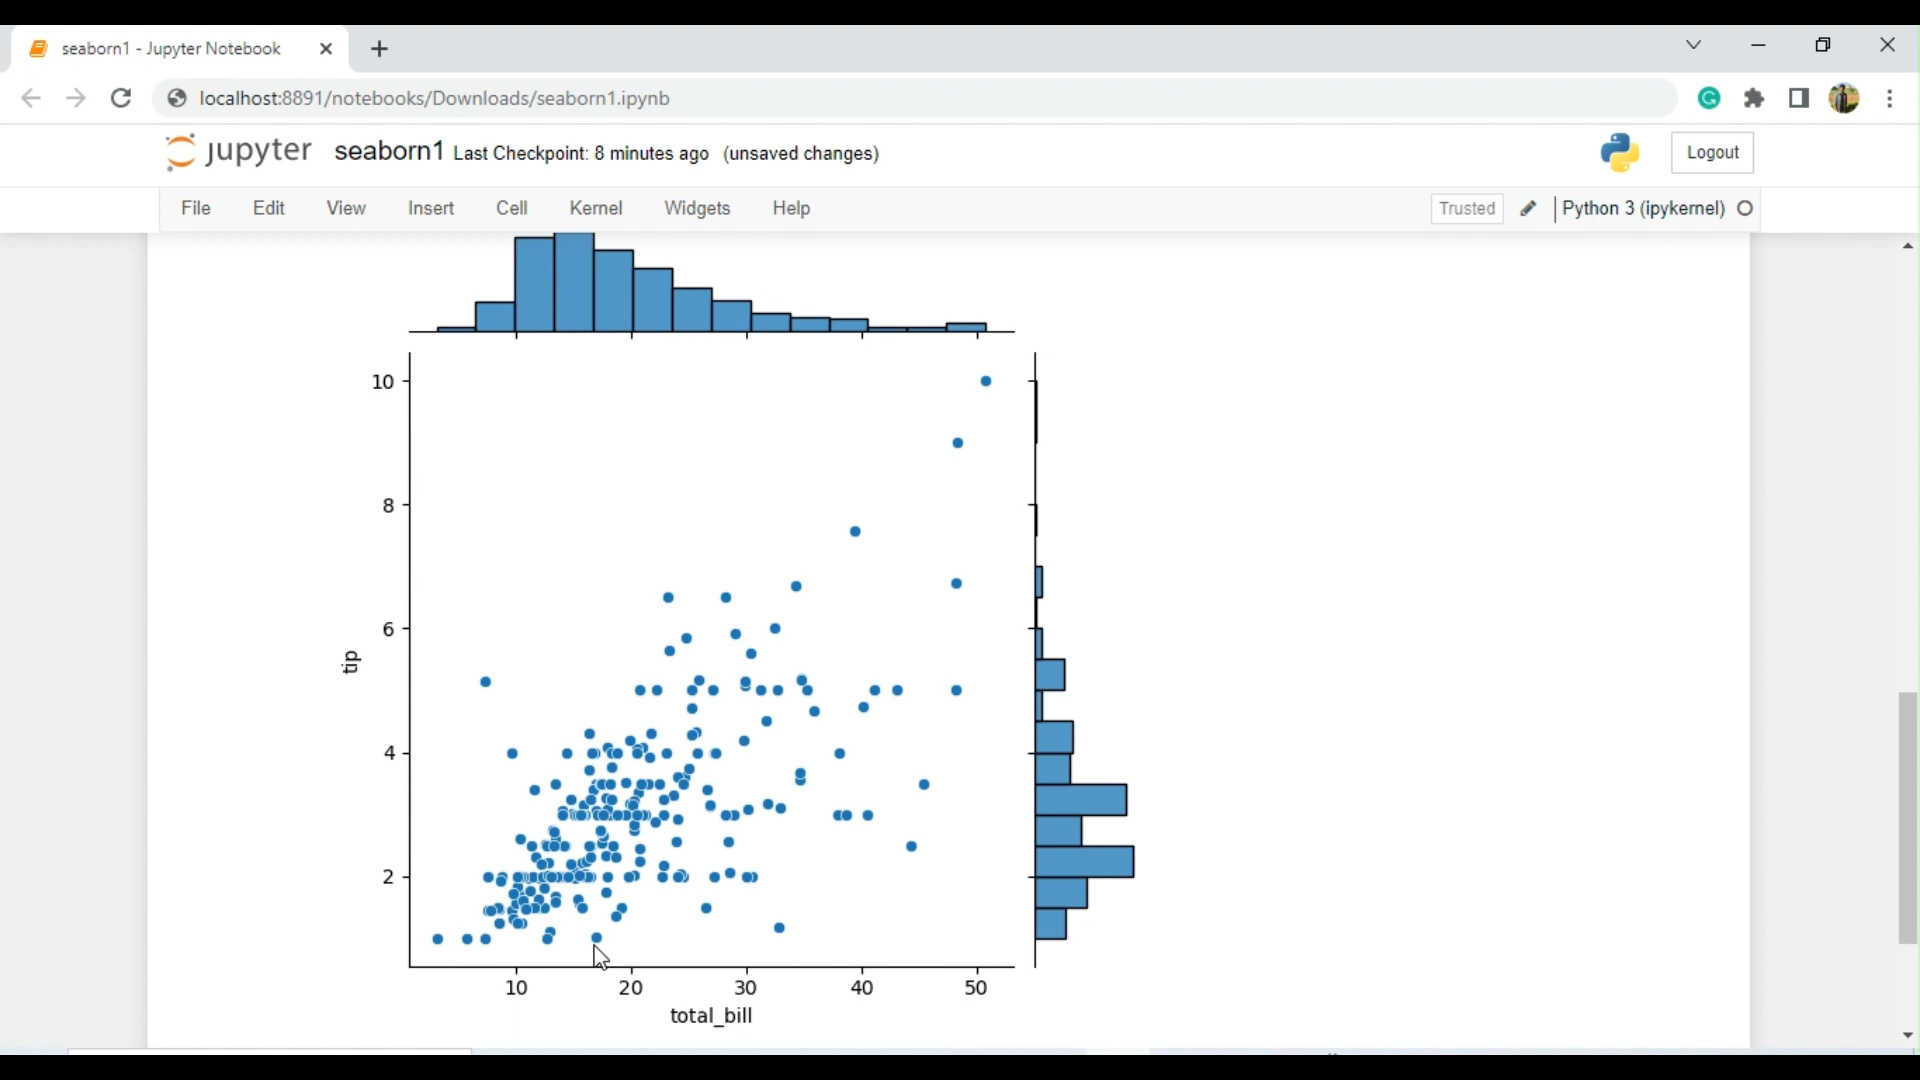 seaborn1 - Jupyter Notebook
localhost:8891/notebooks/Downloads/seaborn1.ipynb
jupyter seaborn1 Last Checkpoint: 8 minutes ago (unsaved changes)
Logout
File Edit View Insert Cell Kernel Widgets Help
Trusted Python 3 (ipykernel)
10
8
6
4
2
tip
10 20 30 40 50
total_bill